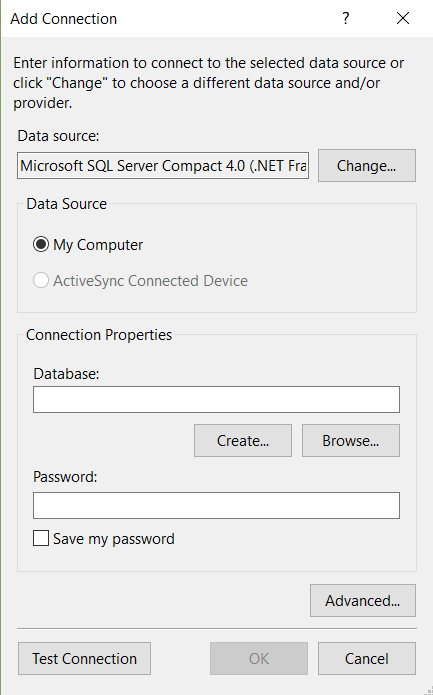 Add Connection
?
Enter information to connect to the selected data source or
click "Change" to choose a different data source and/or
provider.
Data source:
Microsoft SQL Server Compact 4.0 (.NET Fra
Change...
Data Source
My Computer
ActiveSync Connected Device
Connection Properties
Database:
Create...
Browse...
Password:
Save my password
Advanced...
Test Connection
OK
Cancel